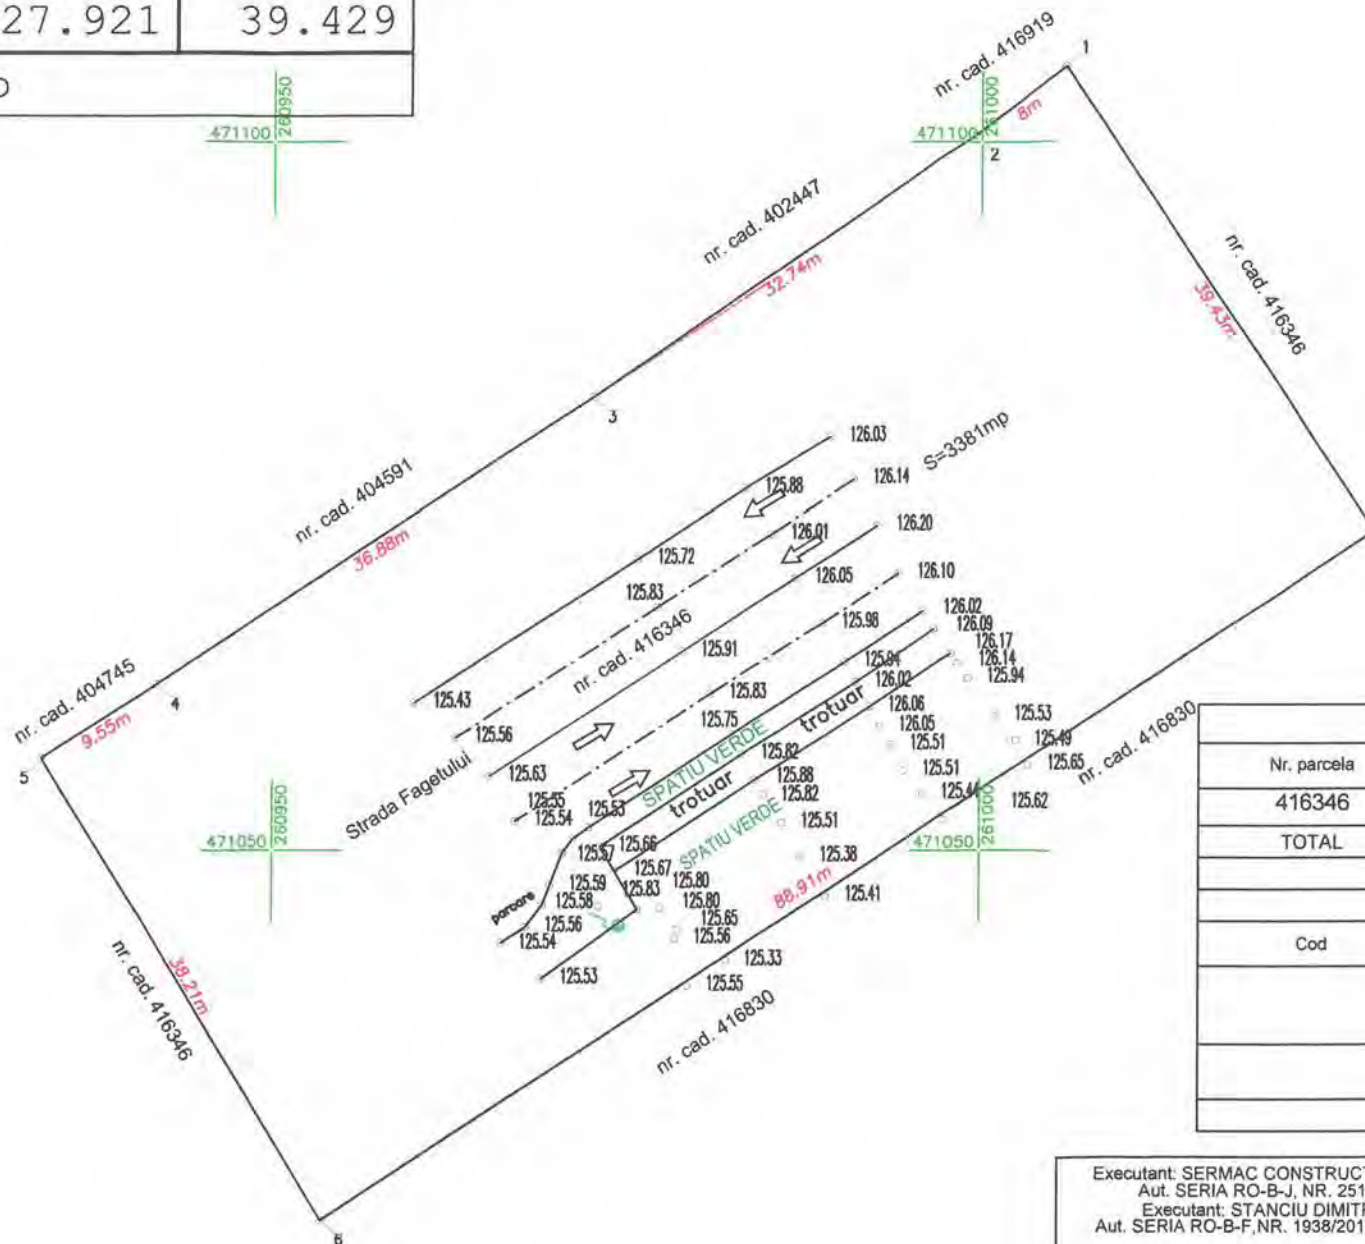 27.921 39.429
260950
471100
261000
471100
nr. cad. 416919
1
8m
2
nr. cad. 402447
32.74m
nr. cad. 416346
39.43m
3
126.03
S=3381mp
126.14
125.88
nr. cad. 404591
36.88m
126.01
126.20
125.72
126.05
126.10
125.83
nr. cad. 416346
125.98
126.02
126.09
125.91
126.17
126.14
125.94
125.94
nr. cad. 404745
4
9.55m
125.43
125.83
126.02
125.56
125.75
trotuar
126.06
126.05
125.53
125.49
125.65
nr. cad. 416830
5
125.63
SPATIU VERDE
125.82
125.51
125.88
125.51
Strada Fagetului
125.55
125.54
125.53
trotuar
125.82
125.44
125.62
260950
471050
261000
471050
125.51
125.66
SPATIU VERDE
125.57
125.67
125.38
125.59
125.80
88.91m
125.58
125.83
125.80
125.41
parcare
125.56
125.65
125.54
125.56
125.53
125.33
125.55
nr. cad. 416830
nr. cad. 416346
38.21m
6
Nr. parcela
416346
TOTAL
Cod
Executant: SERMAC CONSTRUCT
Aut. SERIA RO-B-J, NR. 251
Executant: STANCIU DIMITR
Aut. SERIA RO-B-F,NR. 1938/201